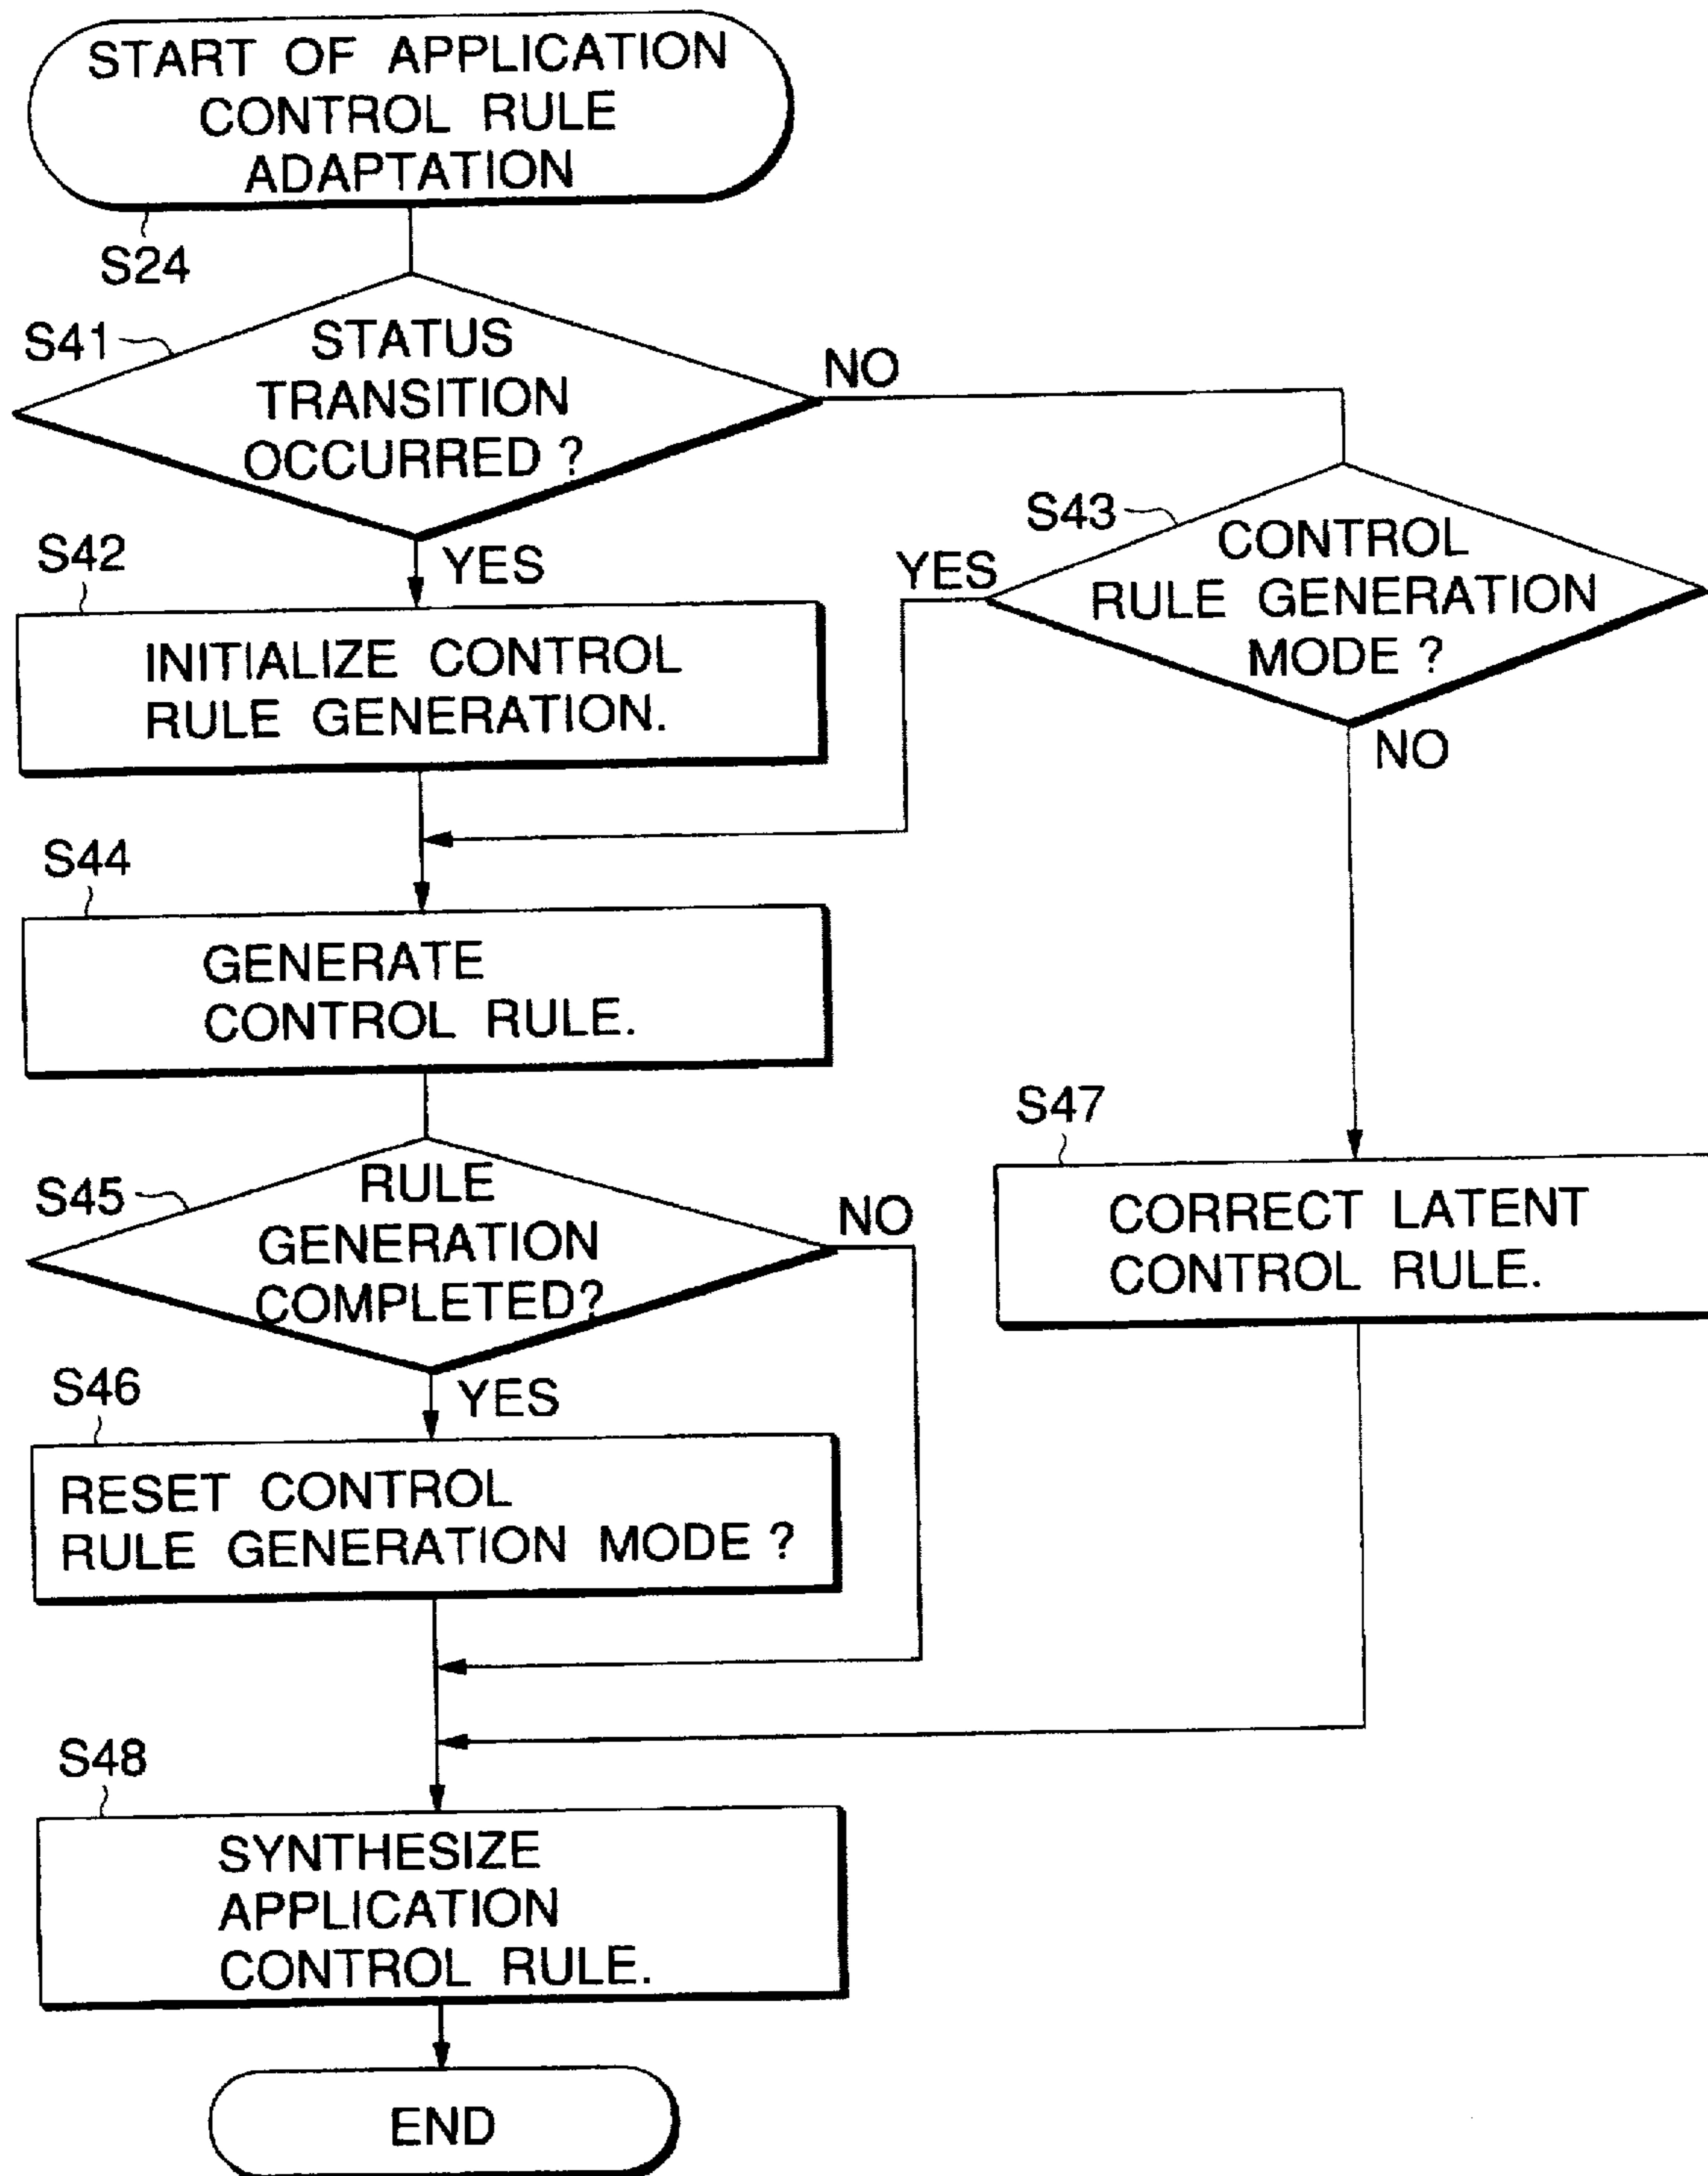 START OF APPLICATION
CONTROL RULE
ADAPTATION
S24
S41
STATUS
TRANSITION
OCCURRED ?
NO
YES
S43
CONTROL
RULE GENERATION
MODE ?
YES
NO
S42
INITIALIZE CONTROL
RULE GENERATION.
S44
GENERATE
CONTROL RULE.
S45
RULE
GENERATION
COMPLETED?
NO
YES
S47
CORRECT LATENT
CONTROL RULE.
S46
RESET CONTROL
RULE GENERATION MODE ?
S48
SYNTHESIZE
APPLICATION
CONTROL RULE.
END